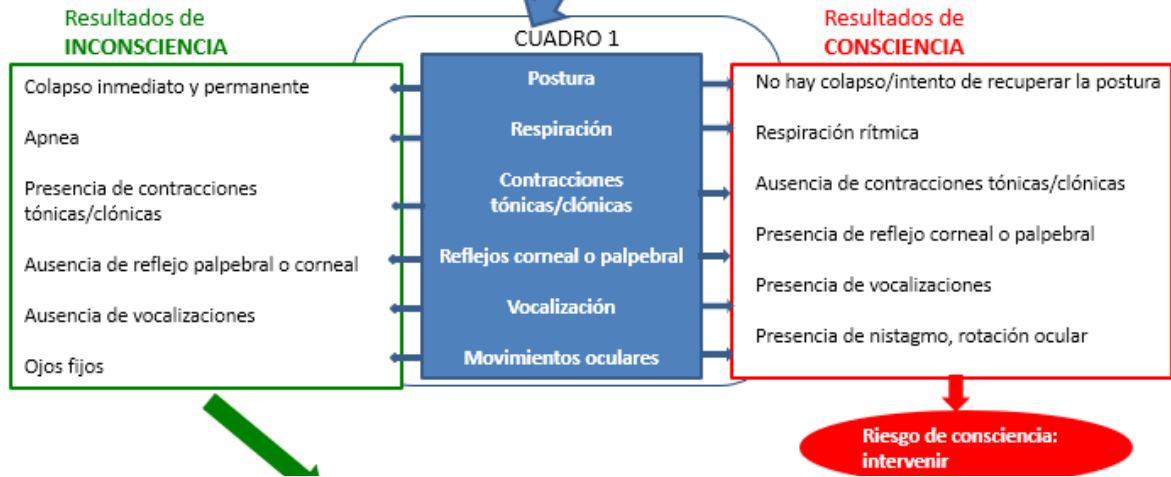 Resultados de
INCONSCIENCIA
Colapso inmediato y permanente
Apnea
Presencia de contracciones
tónicas/clónicas
Ausencia de reflejo palpebral o corneal
Ausencia de vocalizaciones
Ojos fijos
CUADRO 1
Postura
Respiración
Contracciones
tónicas/clónicas
Reflejos corneal o palpebral
Vocalización
Movimientos oculares
Resultados de
CONSCIENCIA
No hay colapso/intento de recuperar la postura
Respiración rítmica
Ausencia de contracciones tónicas/clónicas
Presencia de reflejo corneal o palpebral
Presencia de vocalizaciones
Presencia de nistagmo, rotación ocular
Riesgo de consciencia:
intervenir